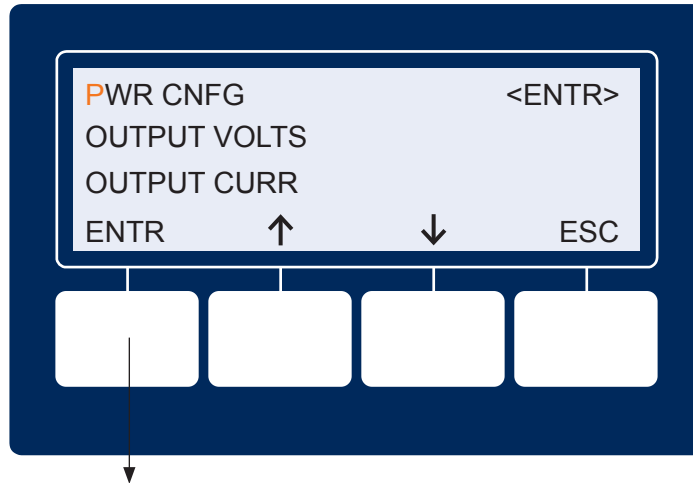 PWR CNFG <ENTR>
OUTPUT VOLTS
OUTPUT CURR
ENTR ↑ ↓ ESC